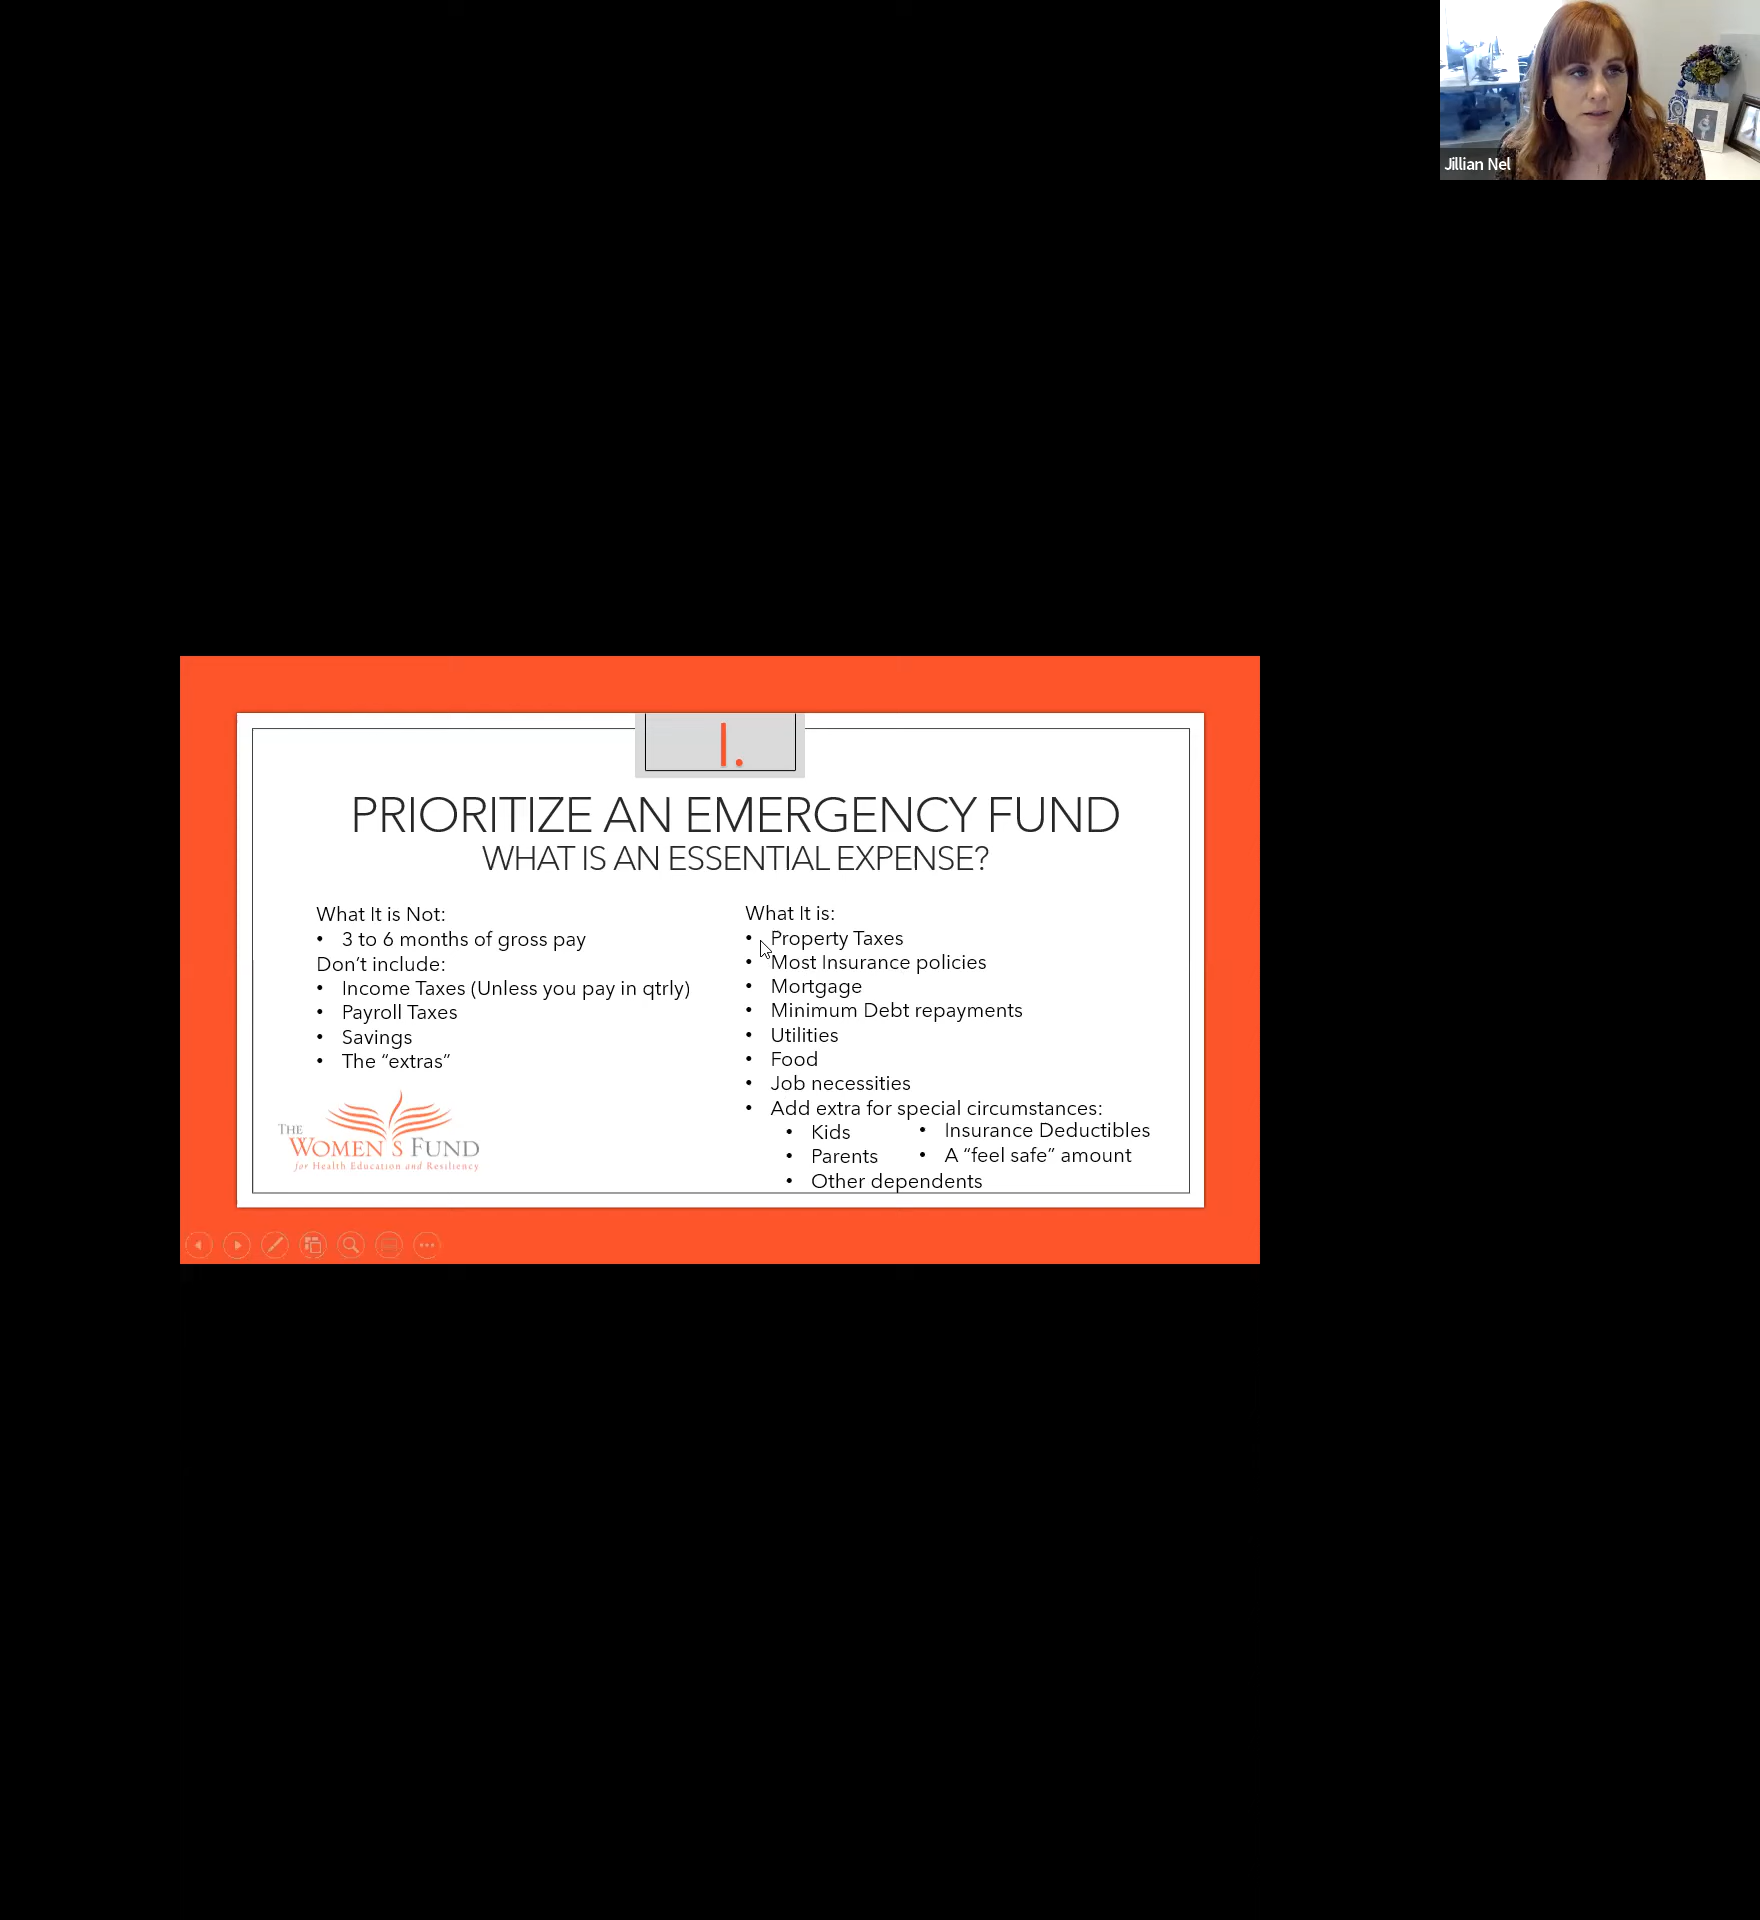 Jillian Nel
1.
PRIORITIZE AN EMERGENCY FUND
WHAT IS AN ESSENTIAL EXPENSE?
What It is Not:
• 3 to 6 months of gross pay
Don’t include:
• Income Taxes (Unless you pay in qtrly)
• Payroll Taxes
• Savings
• The “extras”
THE
WOMEN'S FUND
for Health Education and Resiliency
What It is:
• Property Taxes
• Most Insurance policies
• Mortgage
• Minimum Debt repayments
• Utilities
• Food
• Job necessities
• Add extra for special circumstances:
• Kids
• Parents
• Other dependents
• Insurance Deductibles
• A “feel safe” amount